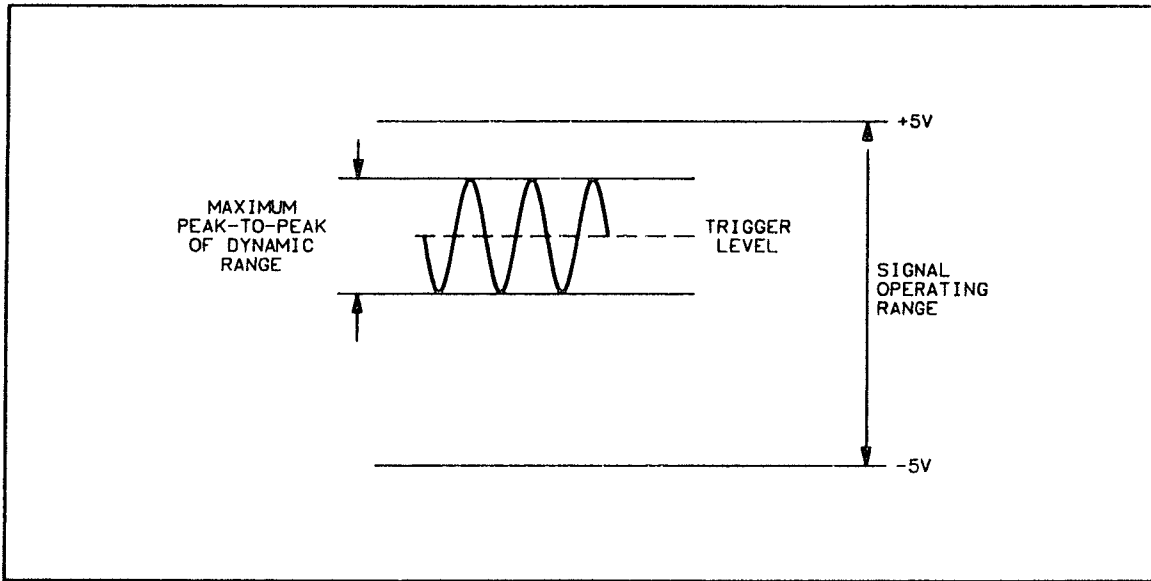 +5V
MAXIMUM
PEAK-TO-PEAK
OF DYNAMIC
RANGE
TRIGGER
LEVEL
SIGNAL
OPERATING
RANGE
-5V